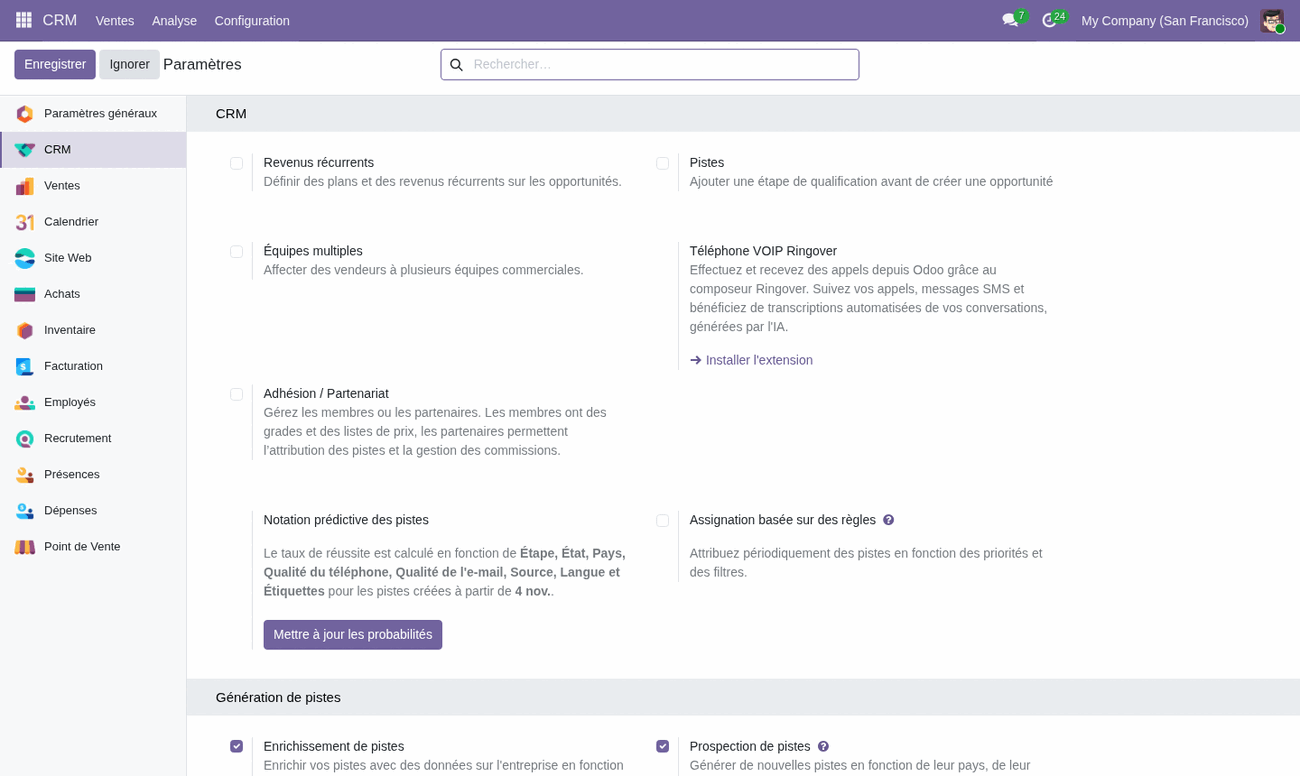 CRM Ventes Analyse Configuration 7 24 My Company (San Francisco)
Enregistrer Ignorer Paramètres Rechercher...
Paramètres généraux
CRM
Ventes
31 Calendrier
Site Web
Achats
Inventaire
$ Facturation
Employés
Recrutement
Présences
Dépenses
Point de Vente
CRM
Revenus récurrents
Définir des plans et des revenus récurrents sur les opportunités.
Pistes
Ajouter une étape de qualification avant de créer une opportunité
Équipes multiples
Affecter des vendeurs à plusieurs équipes commerciales.
Téléphone VOIP Ringover
Effectuez et recevez des appels depuis Odoo grâce au
composeur Ringover. Suivez vos appels, messages SMS et
bénéficiez de transcriptions automatisées de vos conversations,
générées par l'IA.
Installer l'extension
Adhésion / Partenariat
Gérez les membres ou les partenaires. Les membres ont des
grades et des listes de prix, les partenaires permettent
l'attribution des pistes et la gestion des commissions.
Notation prédictive des pistes
Le taux de réussite est calculé en fonction de Étape, État, Pays,
Qualité du téléphone, Qualité de l'e-mail, Source, Langue et
Étiquettes pour les pistes créées à partir de 4 nov..
Mettre à jour les probabilités
Assignation basée sur des règles ?
Attribuez périodiquement des pistes en fonction des priorités et
des filtres.
Génération de pistes
Enrichissement de pistes
Enrichir vos pistes avec des données sur l'entreprise en fonction
Prospection de pistes ?
Générer de nouvelles pistes en fonction de leur pays, de leur